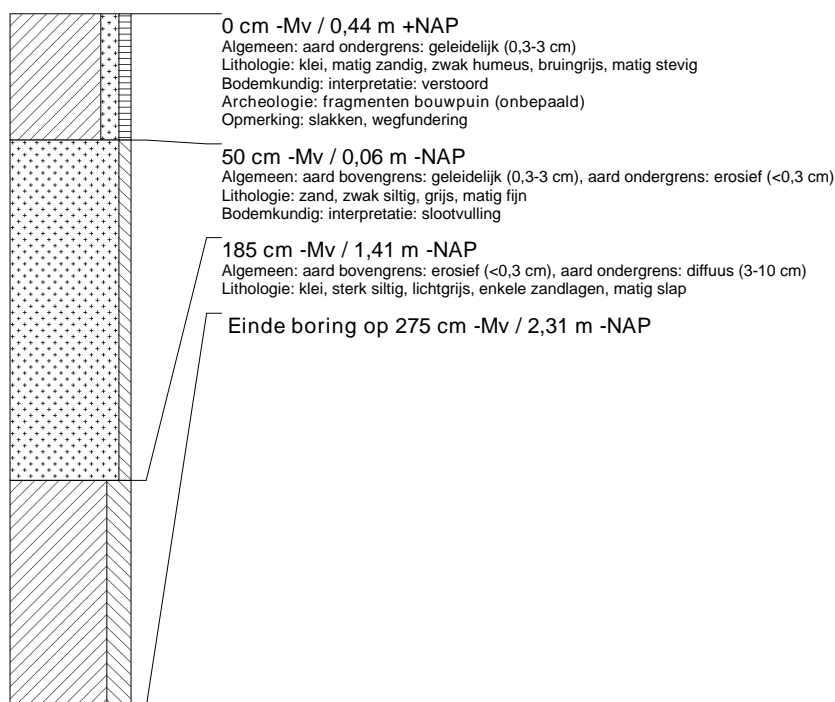 0 cm -Mv / 0,44 m +NAP
Algemeen: aard ondergrens: geleidelijk (0,3-3 cm)
Lithologie: klei, matig zandig, zwak humeus, bruingrijs, matig stevig
Bodemkundig: interpretatie: verstoord
Archeologie: fragmenten bouwpuin (onbepaald)
Opmerking: slakken, wegfundering
50 cm -Mv / 0,06 m -NAP
Algemeen: aard bovengrens: geleidelijk (0,3-3 cm), aard ondergrens: erosief (<0,3 cm)
Lithologie: zand, zwak siltig, grijs, matig fijn
Bodemkundig: interpretatie: slootvulling
185 cm -Mv / 1,41 m -NAP
Algemeen: aard bovengrens: erosief (<0,3 cm), aard ondergrens: diffuus (3-10 cm)
Lithologie: klei, sterk siltig, lichtgrijs, enkele zandlagen, matig slap
Einde boring op 275 cm -Mv / 2,31 m -NAP